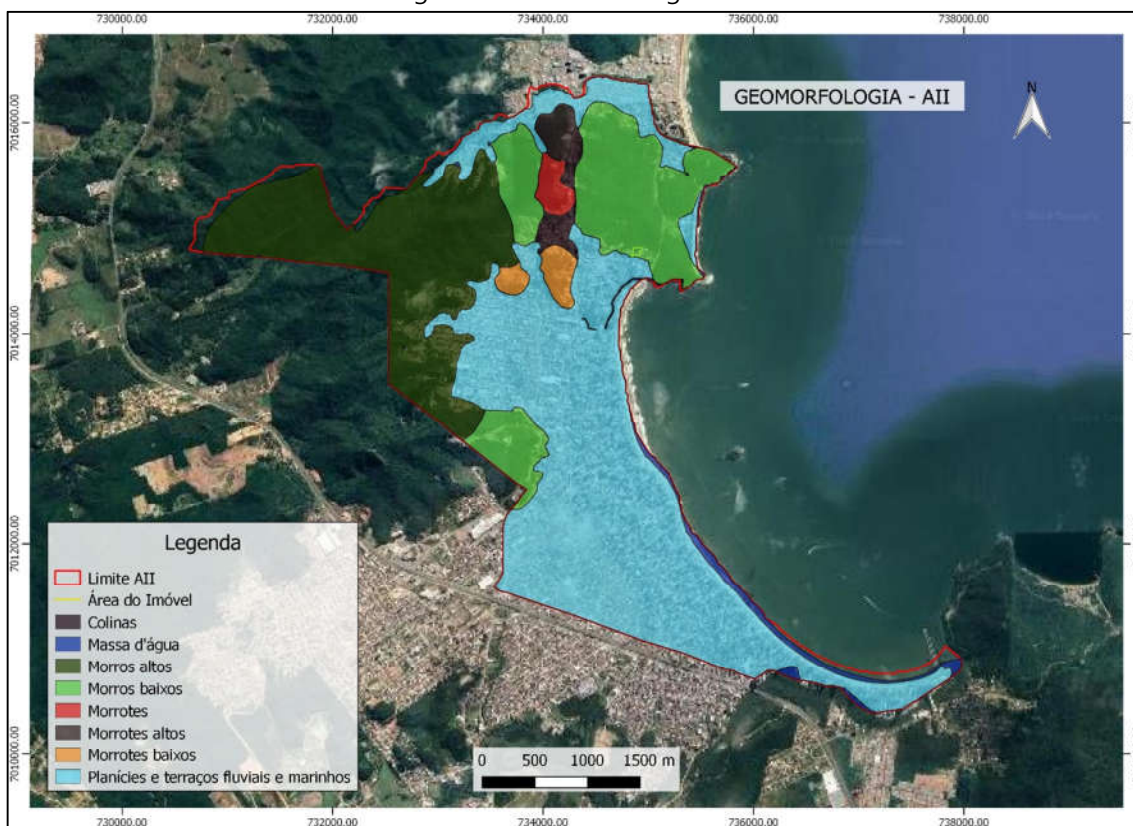 730000.00 732000.00 734000.00 736000.00 738000.00
GEOMORFOLOGIA - AII
N
7016000.00
7014000.00
7012000.00
7010000.00
Legenda
Limite AII
Área do Imóvel
Colinas
Massa d'água
Morros altos
Morros baixos
Morrotes
Morrotes altos
Morrotes baixos
Planícies e terraços fluviais e marinhos
0 500 1000 1500 m
730000.00 732000.00 734000.00 736000.00 738000.00